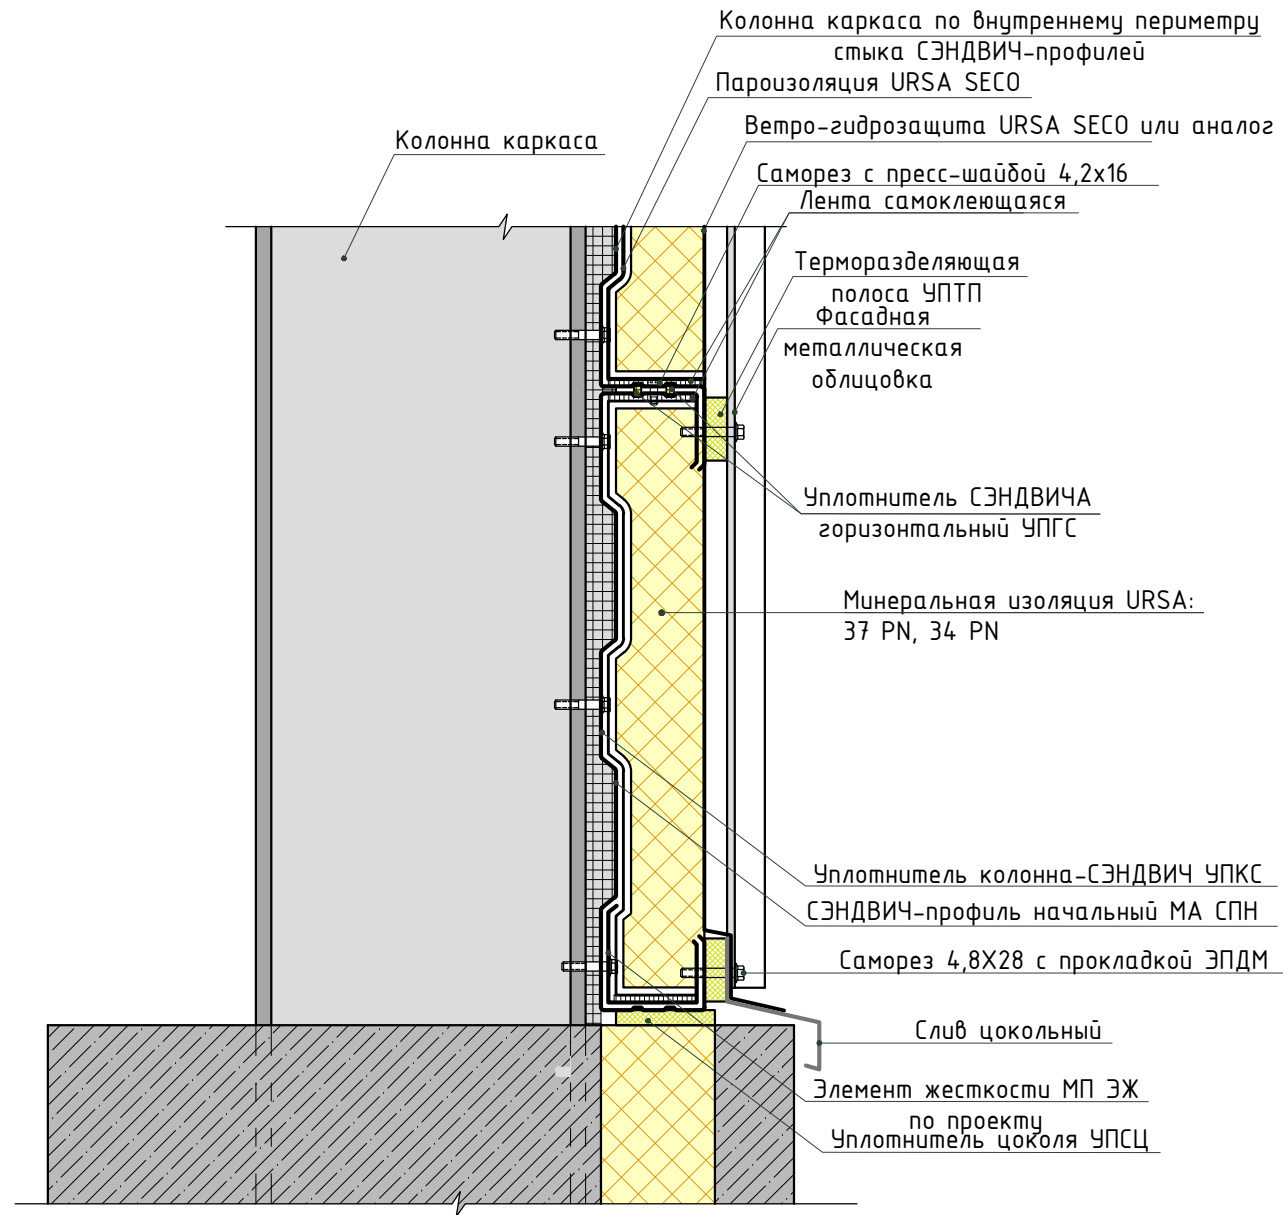 Колонна каркаса по внутреннему периметру
стыка СЭНДВИЧ-профилей
Пароизоляция URSA SECO
Ветро-гидрозащита URSA SECO или аналог
Колонна каркаса
Саморез с пресс-шайбой 4,2х16
Лента самоклеющаяся
Терморазделяющая
полоса УПТП
Фасадная
металлическая
облицовка
Уплотнитель СЭНДВИЧА
горизонтальный УПГС
Минеральная изоляция URSA:
37 PN, 34 PN
Уплотнитель колонна-СЭНДВИЧ УПКС
СЭНДВИЧ-профиль начальный МА СПН
Саморез 4,8Х28 с прокладкой ЭПДМ
Слив цокольный
Элемент жесткости МП ЭЖ
по проекту
Уплотнитель цоколя УПСЦ